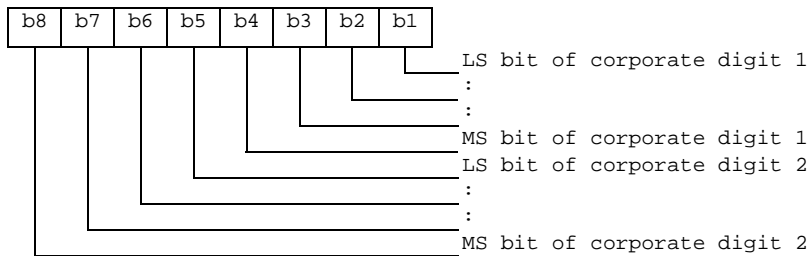 b8 b7 b6 b5 b4 b3 b2 b1
LS bit of corporate digit 1
:
:
MS bit of corporate digit 1
LS bit of corporate digit 2
:
:
MS bit of corporate digit 2